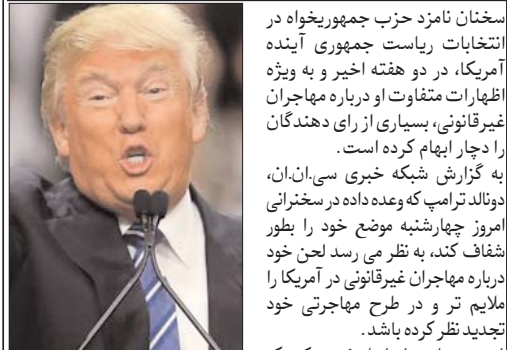 سخنان نامزد حزب جمهوریخواه در
انتخابات ریاست جمهوری آینده
آمریکا، در دو هفته اخیر و به ویژه
اظهارات متفاوت او درباره مهاجران
غیرقانونی، بسیاری از رای دهندگان
را دچار ابهام کرده است.
به گزارش شبکه خبری سی.ان.ان،
دونالد ترامپ که وعده داده در سخنرانی
امروز چهارشنبه موضع خود را بطور
شفاف کند، به نظر می رسد لحن خود
درباره مهاجران غیرقانونی در آمریکا را
ملایم تر و در طرح مهاجرتی خود
تجدید نظر کرده باشد.